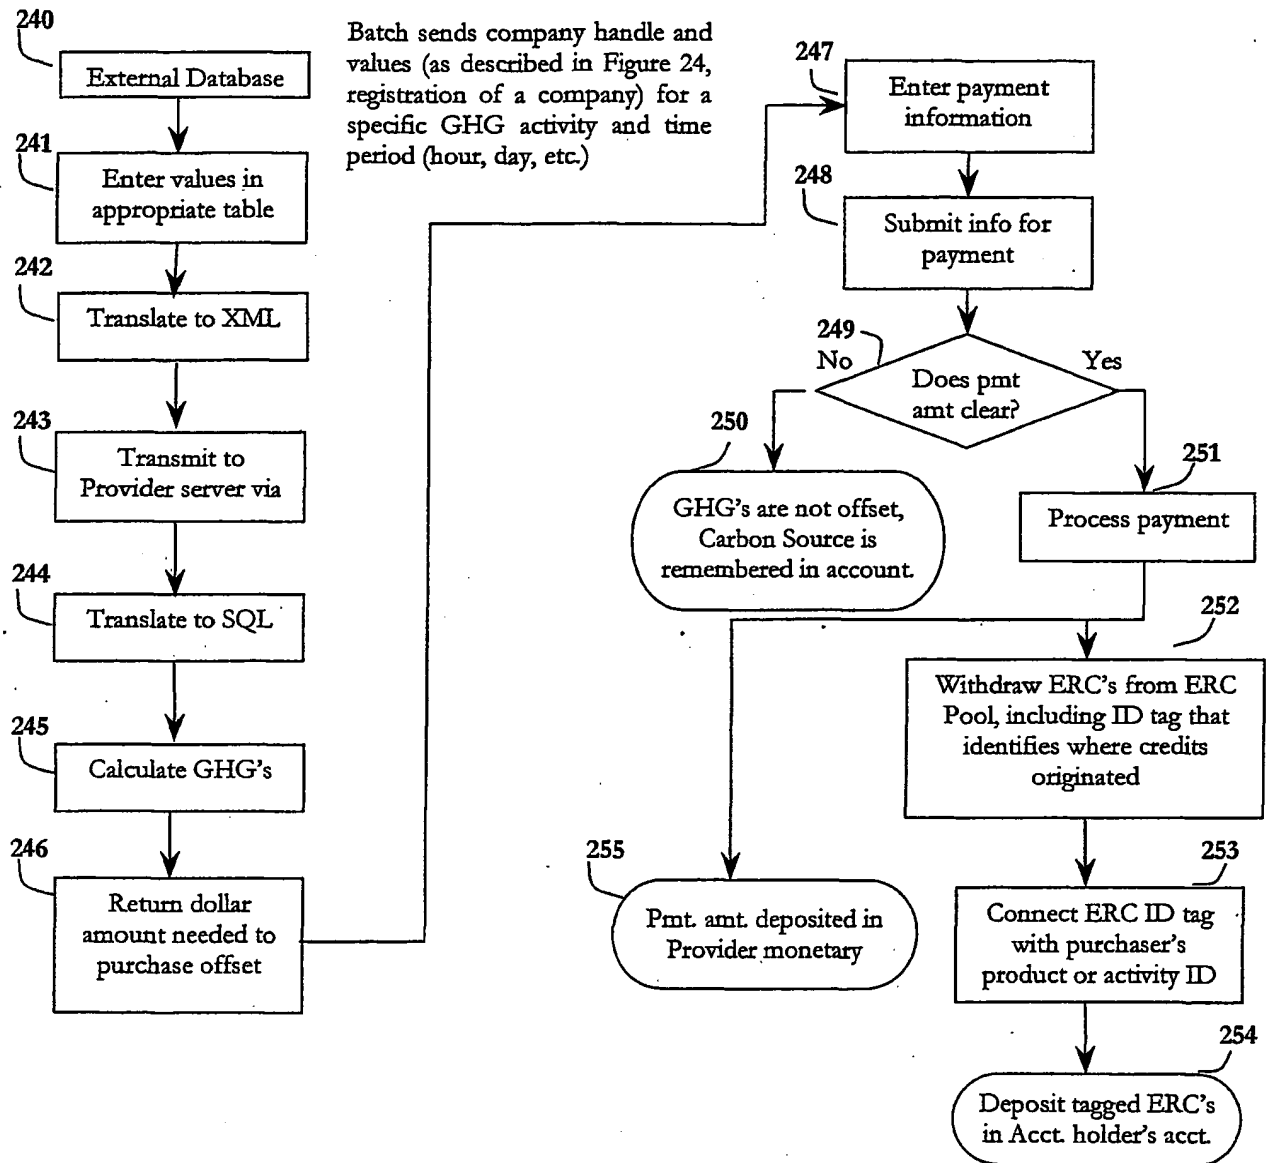 240
External Database
Batch sends company handle and
values (as described in Figure 24,
registration of a company) for a
specific GHG activity and time
period (hour, day, etc.)
241
Enter values in
appropriate table
242
Translate to XML
243
Transmit to
Provider server via
244
Translate to SQL
245
Calculate GHG's
246
Return dollar
amount needed to
purchase offset
247
Enter payment
information
248
Submit info for
payment
249
No
Yes
Does pmt
amt clear?
250
GHG's are not offset,
Carbon Source is
remembered in account.
251
Process payment
252
Withdraw ERC's from ERC
Pool, including ID tag that
identifies where credits
originated
253
Connect ERC ID tag
with purchaser's
product or activity ID
254
Deposit tagged ERC's
in Acct. holder's acct.
255
Pmt. amt. deposited in
Provider monetary